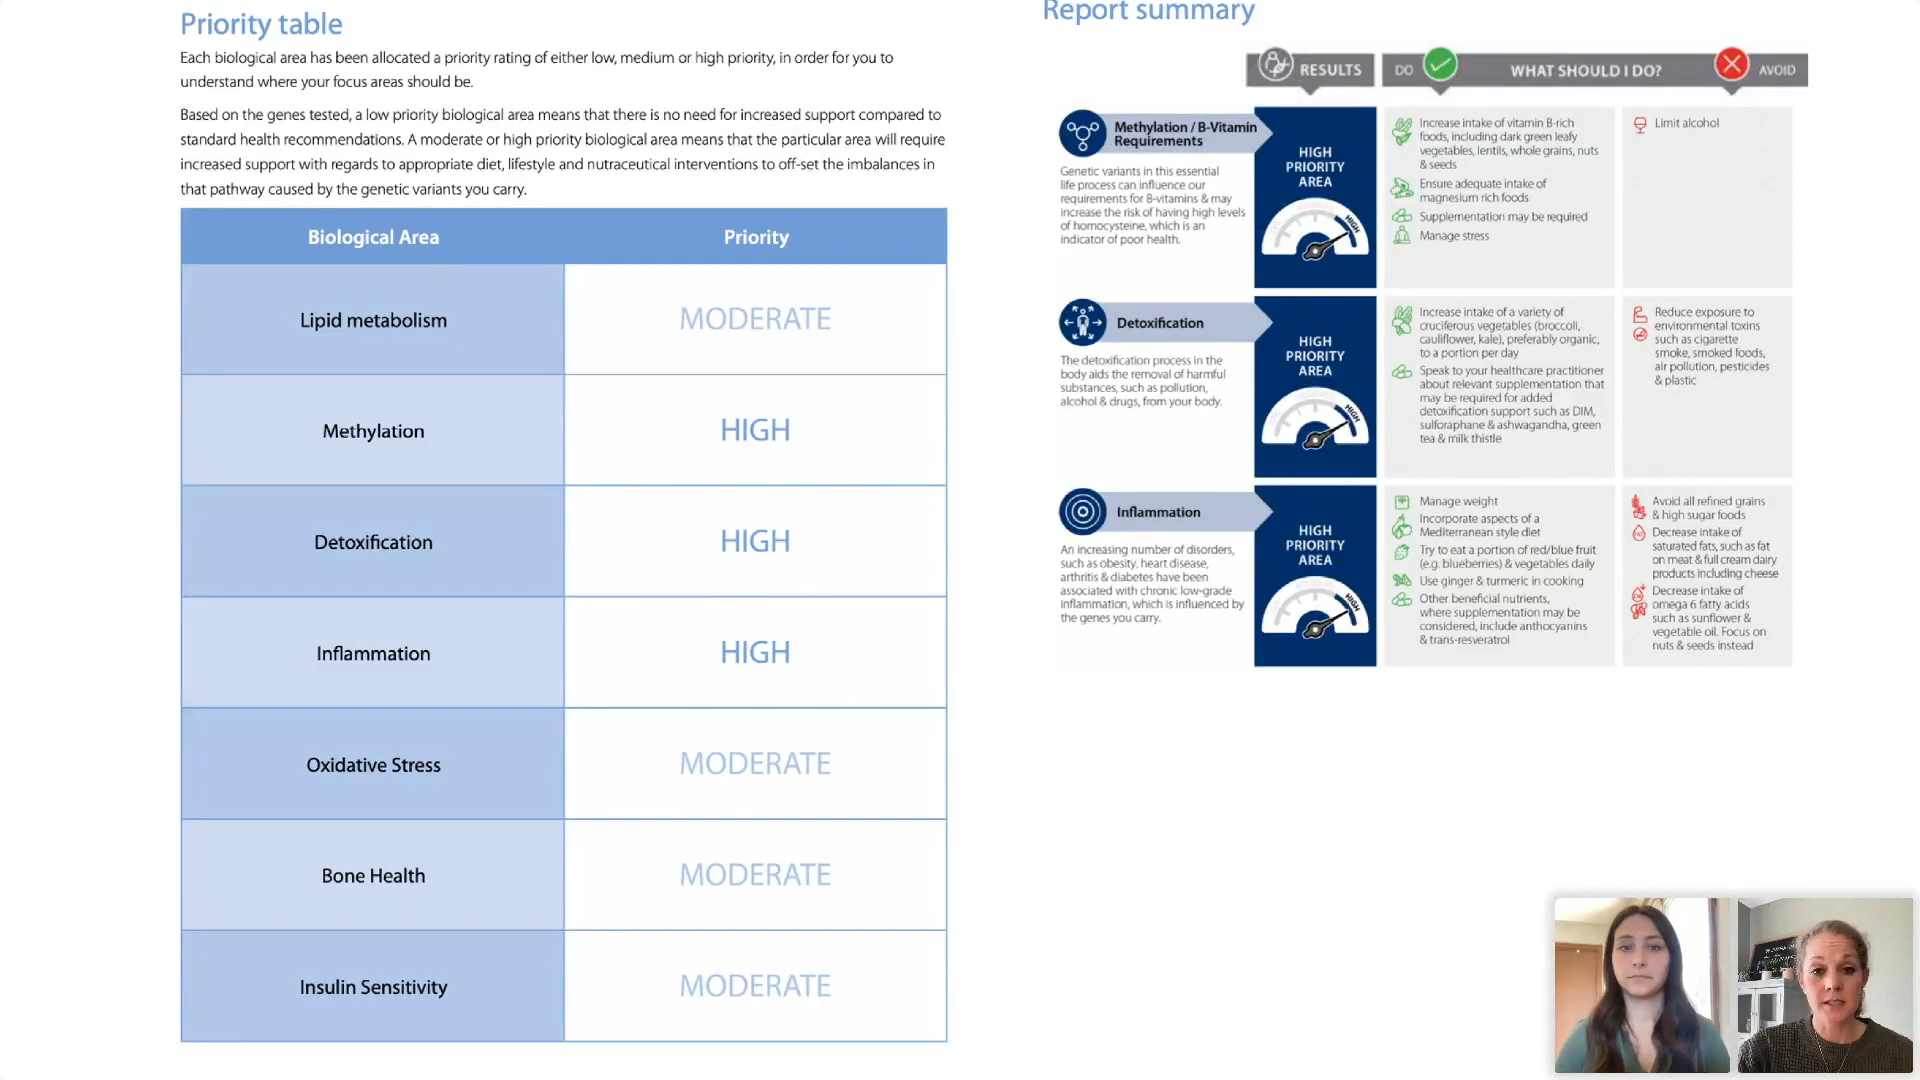 Priority table
Each biological area has been allocated a priority rating of either low, medium or high priority, in order for you to
understand where your focus areas should be.
Based on the genes tested, a low priority biological area means that there is no need for increased support compared to
standard health recommendations. A moderate or high priority biological area means that the particular area will require
increased support with regards to appropriate diet, lifestyle and nutraceutical interventions to off-set the imbalances in
that pathway caused by the genetic variants you carry.
Biological Area
Priority
Lipid metabolism
MODERATE
Methylation
HIGH
Detoxification
HIGH
Inflammation
HIGH
Oxidative Stress
MODERATE
Bone Health
MODERATE
Insulin Sensitivity
MODERATE
Report summary
RESULTS
DO
WHAT SHOULD I DO?
AVOID
Methylation / B-Vitamin
Requirements
Genetic variants in this essential
life process can influence our
requirements for B-vitamins & may
increase the risk of having high levels
of homocysteine, which is an
indicator of poor health.
HIGH
PRIORITY
AREA
HIGH
Increase intake of vitamin B-rich
foods, including dark green leafy
vegetables, lentils, whole grains, nuts
& seeds
Ensure adequate intake of
magnesium rich foods
Supplementation may be required
Manage stress
Limit alcohol
Detoxification
The detoxification process in the
body aids the removal of harmful
substances, such as pollution,
alcohol & drugs, from your body.
HIGH
PRIORITY
AREA
HIGH
Increase intake of a variety of
cruciferous vegetables (broccoli,
cauliflower, kale), preferably organic,
to a portion per day
Speak to your healthcare practitioner
about relevant supplementation that
may be required for added
detoxification support such as DIM,
sulforaphane & ashwagandha, green
tea & milk thistle
Reduce exposure to
environmental toxins
such as cigarette
smoke, smoked foods,
air pollution, pesticides
& plastic
Inflammation
An increasing number of disorders,
such as obesity, heart disease,
arthritis & diabetes have been
associated with chronic low-grade
inflammation, which is influenced by
the genes you carry.
HIGH
PRIORITY
AREA
HIGH
Manage weight
Incorporate aspects of a
Mediterranean style diet
Try to eat a portion of red/blue fruit
(e.g. blueberries) & vegetables daily
Use ginger & turmeric in cooking
Other beneficial nutrients,
where supplementation may be
considered, include anthocyanins
& trans-resveratrol
Avoid all refined grains
& high sugar foods
Decrease intake of
saturated fats, such as fat
on meat & full cream dairy
products including cheese
Decrease intake of
omega 6 fatty acids
such as sunflower &
vegetable oil. Focus on
nuts & seeds instead